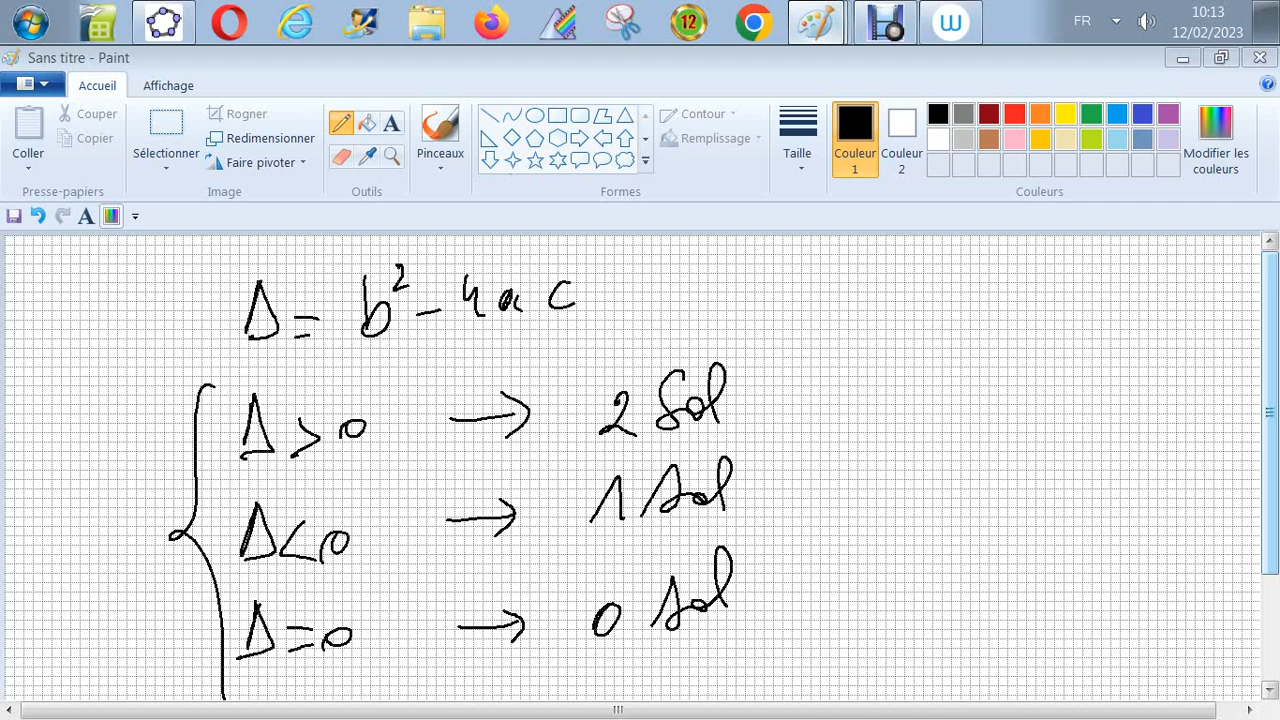 12
FR
10:13
12/02/2023
Sans titre - Paint
Accueil Affichage
Coller
Couper
Copier
Presse-papiers
Sélectionner
Rogner
Redimensionner
Faire pivoter
Image
A
Outils
Pinceaux
Formes
Contour
Remplissage
Taille
Couleur 1
Couleur 2
Modifier les couleurs
Couleurs
A
Δ = b² - 4ac
Δ > 0 → 2 Sol
Δ < 0 → 1 Sol
Δ = 0 → 0 Sol